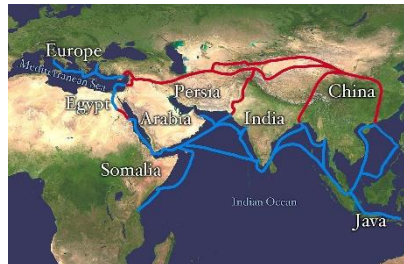 Europe
Mediterranean Sea
Egypt
Persia
China
Arabia
India
Somalia
Indian Ocean
Java